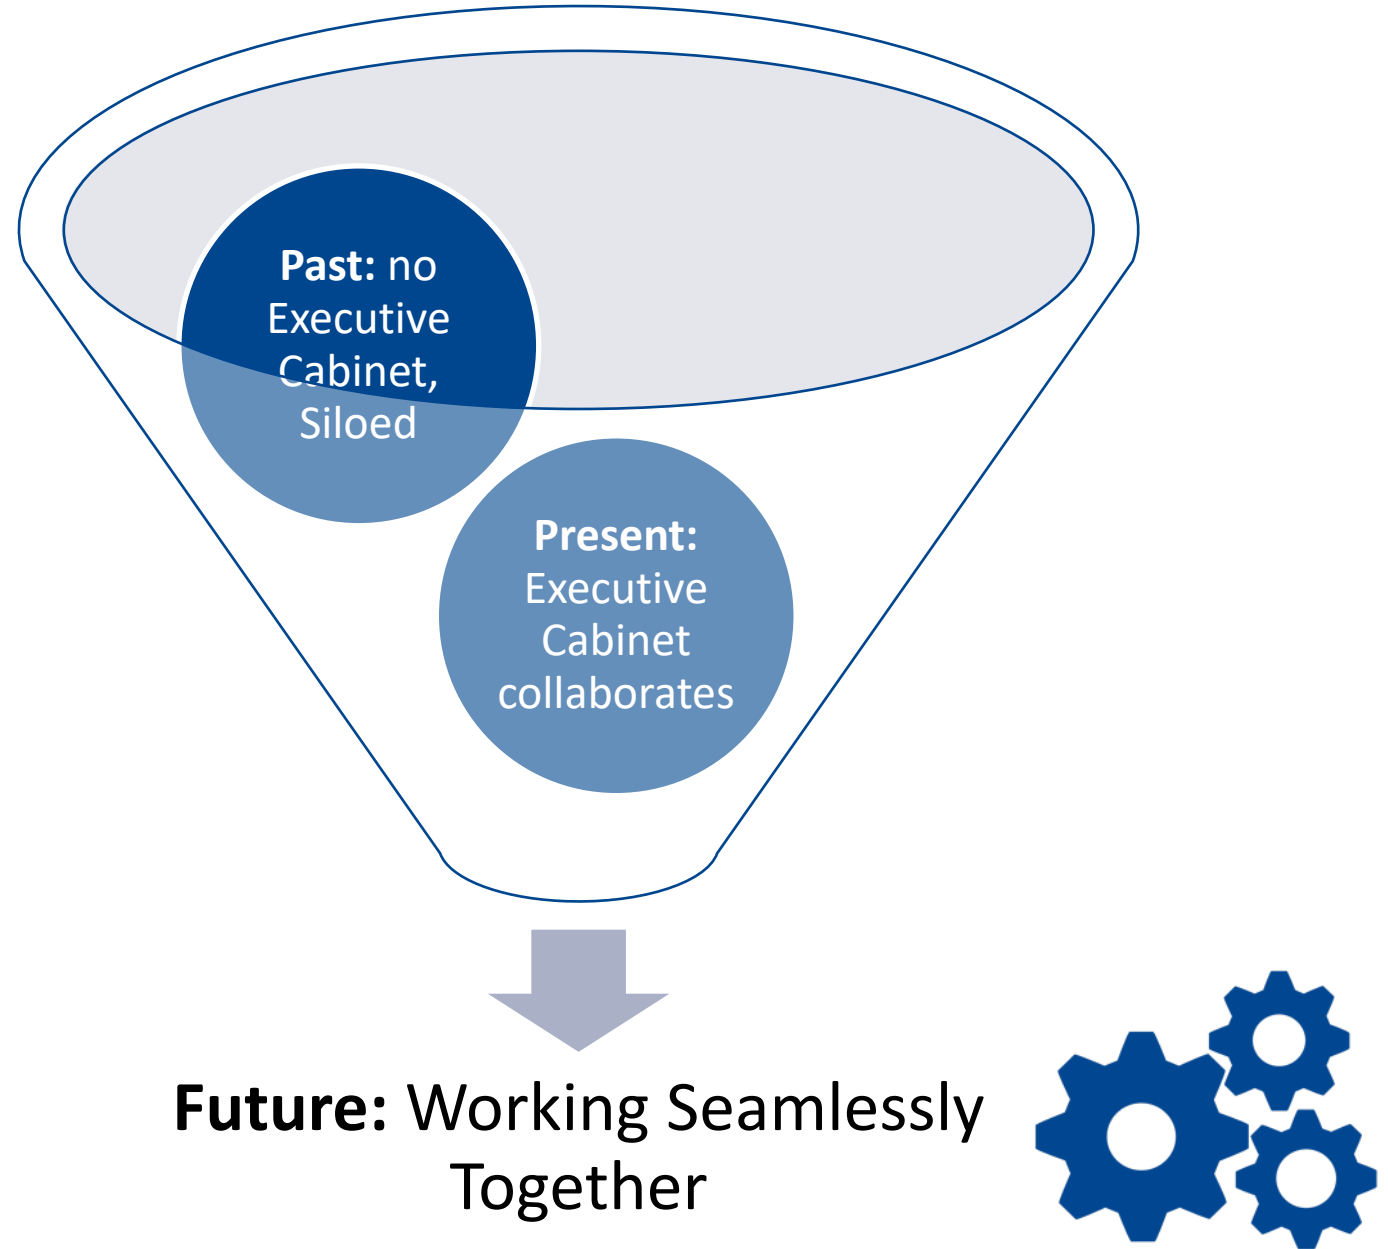 Past: no
Executive
Cabinet,
Siloed
Present:
Executive
Cabinet
collaborates
Future: Working Seamlessly
Together